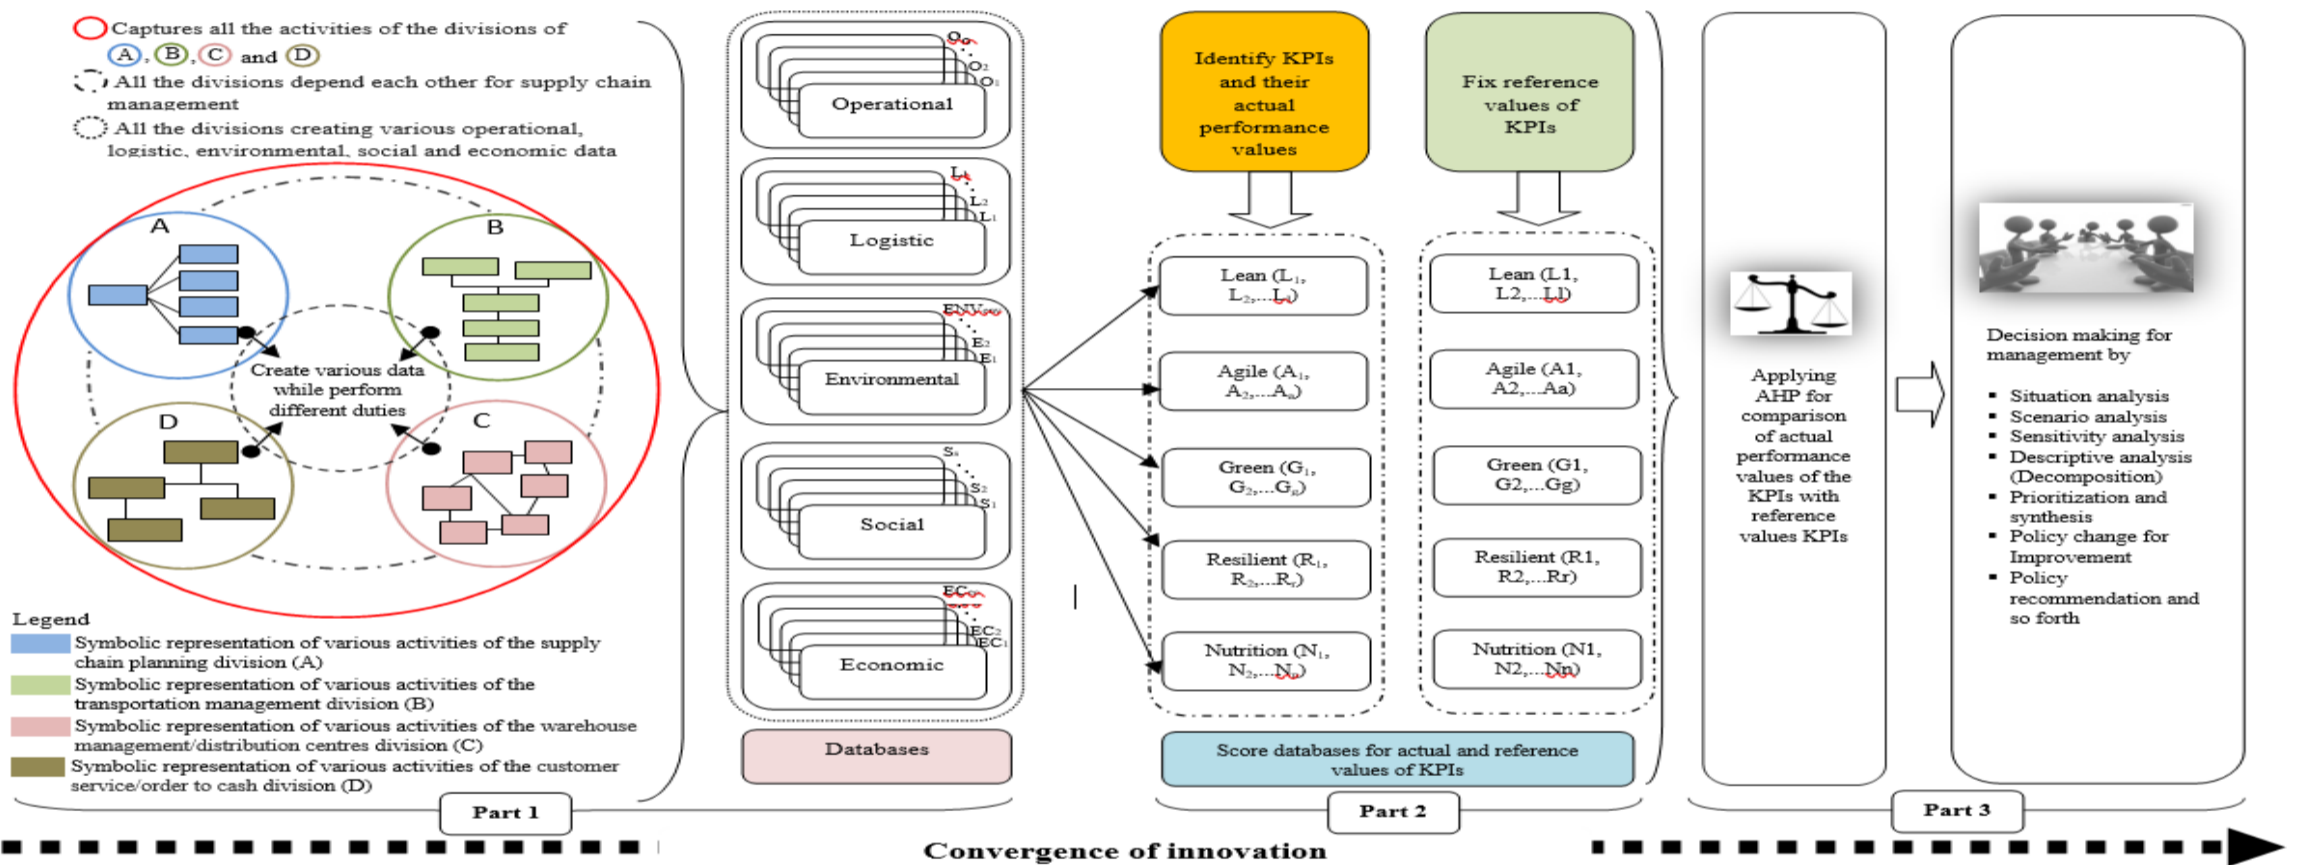 Captures all the activities of the divisions of
A, B, C and D
All the divisions depend each other for supply chain
management
All the divisions creating various operational,
logistic, environmental, social and economic data
A
B
Create various data
while perform
different duties
D
C
Legend
Symbolic representation of various activities of the supply
chain planning division (A)
Symbolic representation of various activities of the
transportation management division (B)
Symbolic representation of various activities of the warehouse
management/distribution centres division (C)
Symbolic representation of various activities of the customer
service/order to cash division (D)
Part 1
O₂
O₁
Operational
L₂
L₁
Logistic
E₂
E₁
Environmental
Sₛ
S₂
S₁
Social
EC₂
EC₁
Economic
Databases
Identify KPIs
and their
actual
performance
values
Fix reference
values of
KPIs
Lean (L₁,
L₂,...Lₗ)
Agile (A₁,
A₂,...Aₐ)
Green (G₁,
G₂,...G
Resilient (R₁,
R₂,...Rᵣ)
Nutrition (N₁,
N₂,...Nₙ)
Lean (L1,
L2,...Ll)
Agile (A1,
A2,...Aa)
Green (G1,
G2,...Gg)
Resilient (R1,
R2,...Rr)
Nutrition (N1,
N2,...Nn)
Score databases for actual and reference
values of KPIs
Part 2
Applying
AHP for
comparison
of actual
performance
values of the
KPIs with
reference
values KPIs
Decision making for
management by
▪ Situation analysis
▪ Scenario analysis
▪ Sensitivity analysis
▪ Descriptive analysis
(Decomposition)
▪ Prioritization and
synthesis
▪ Policy change for
Improvement
▪ Policy
recommendation and
so forth
Part 3
Convergence of innovation